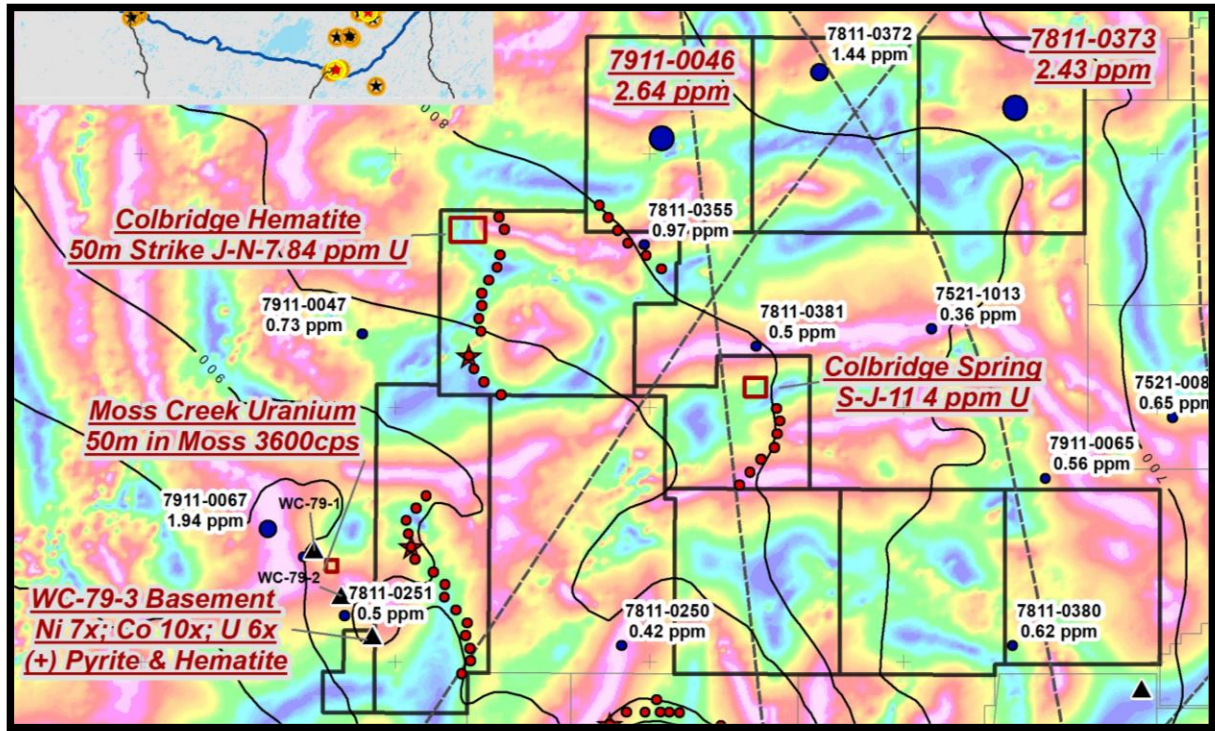 7811-0372
1.44 ppm
7911-0046
2.64 ppm
7811-0373
2.43 ppm
800
Colbridge Hematite
50m Strike J-N-7.84 ppm U
7811-0355
0.97 ppm
7911-0047
0.73 ppm
7811-0381
0.5 ppm
7521-1013
0.36 ppm
900
Colbridge Spring
S-J-11 4 ppm U
7521-008
0.65 ppm
Moss Creek Uranium
50m in Moss 3600cps
7911-0065
0.56 ppm
700
7911-0067
1.94 ppm
WC-79-1
WC-79-2
WC-79-3 Basement
Ni 7x; Co 10x; U 6x
(+) Pyrite & Hematite
7811-0251
0.5 ppm
7811-0250
0.42 ppm
7811-0380
0.62 ppm